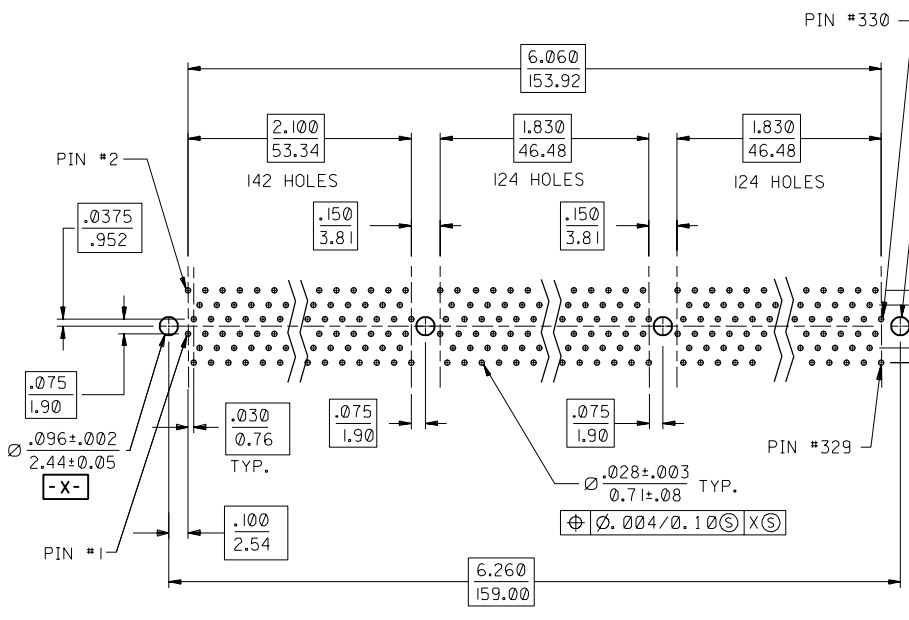 PIN #330
6.060
153.92
2.100
53.34
1.830
46.48
1.830
46.48
PIN #2
142 HOLES
124 HOLES
124 HOLES
.0375
.952
.150
3.81
.150
3.81
.075
1.90
.030
0.76
TYP.
.075
1.90
.075
1.90
PIN #329
Ø .096±.002
2.44±0.05
-X-
Ø .028±.003 TYP.
0.71±.08
⌖ Ø.004/0.10Ⓢ XⓈ
.100
2.54
PIN #1
6.260
159.00